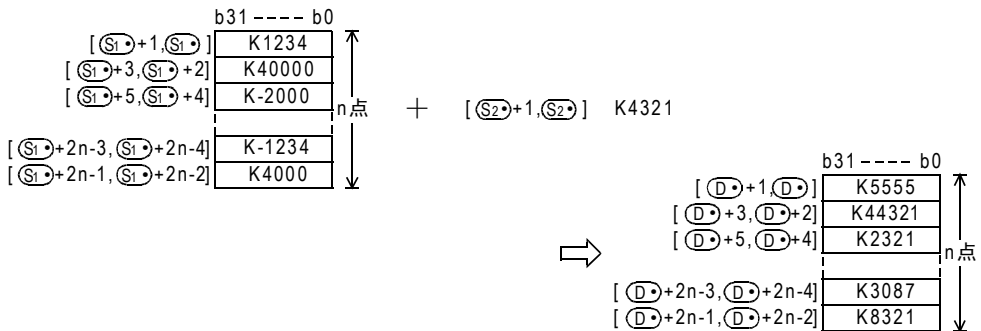 b31 ---- b0
[ S1• +1, S1• ] K1234
[ S1• +3, S1• +2] K40000
[ S1• +5, S1• +4] K-2000
n点
+ [ S2• +1, S2• ] K4321
[ S1• +2n-3, S1• +2n-4] K-1234
[ S1• +2n-1, S1• +2n-2] K4000
b31 ---- b0
[ D• +1, D• ] K5555
[ D• +3, D• +2] K44321
[ D• +5, D• +4] K2321
n点
[ D• +2n-3, D• +2n-4] K3087
[ D• +2n-1, D• +2n-2] K8321